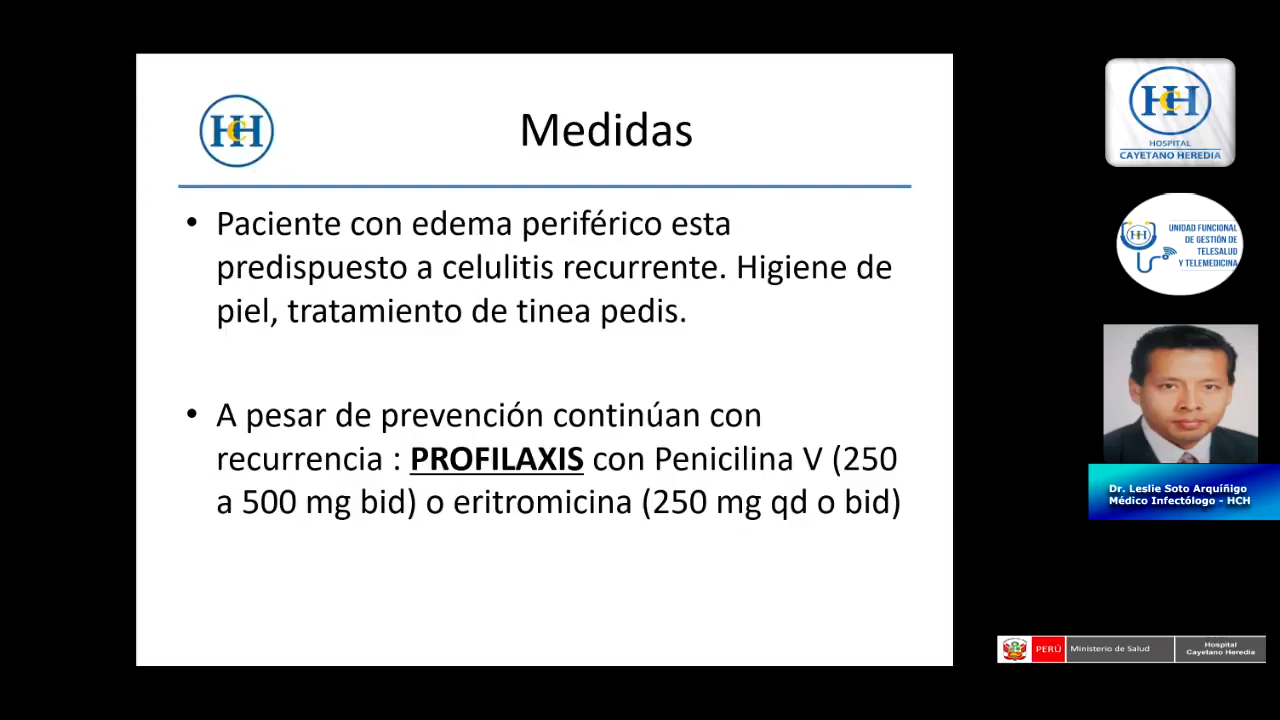 HCH
Medidas
• Paciente con edema periférico esta
predispuesto a celulitis recurrente. Higiene de
piel, tratamiento de tinea pedis.
• A pesar de prevención continúan con
recurrencia : PROFILAXIS con Penicilina V (250
a 500 mg bid) o eritromicina (250 mg qd o bid)
HCH
HOSPITAL
CAYETANO HEREDIA
HCH
UNIDAD FUNCIONAL
DE GESTIÓN DE
TELESALUD
Y TELEMEDICINA
Dr. Leslie Soto Arquíñigo
Médico Infectólogo - HCH
PERÚ
Ministerio de Salud
Hospital
Cayetano Heredia